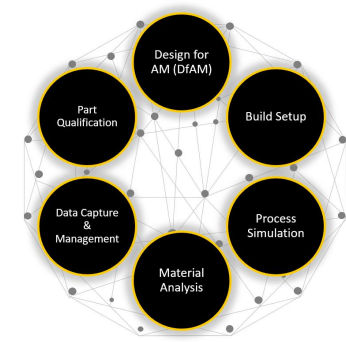 Design for
AM (DfAM)
Build Setup
Process
Simulation
Material
Analysis
Data Capture
&
Management
Part
Qualification